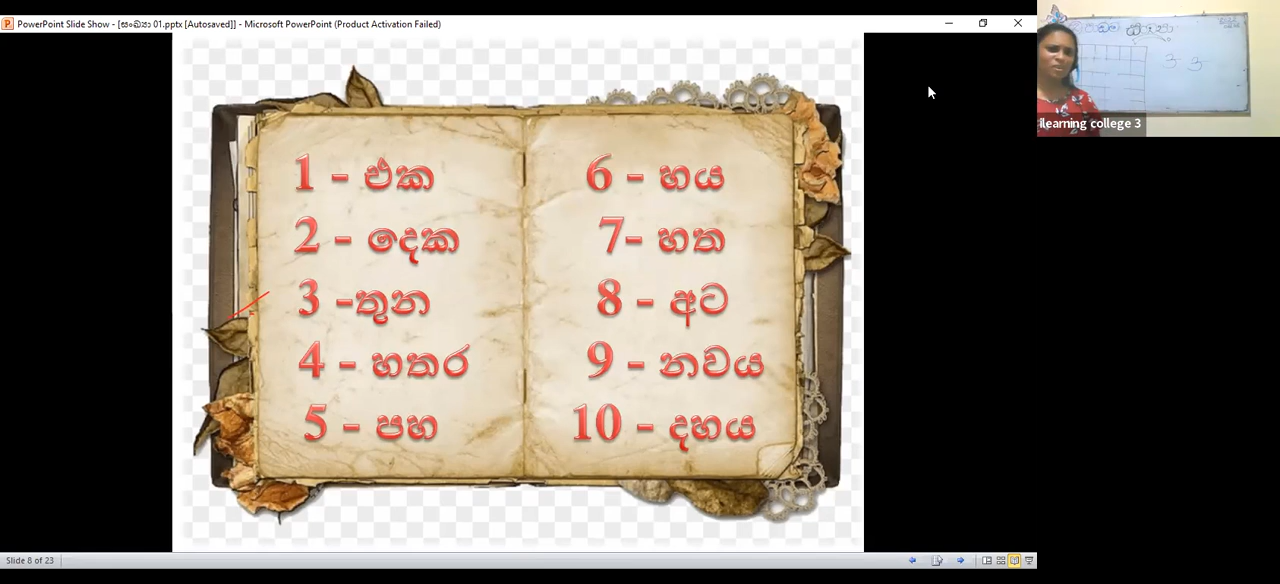 PowerPoint Slide Show - [සංඛ්‍යා 01.pptx [Autosaved]] - Microsoft PowerPoint (Product Activation Failed)
1 - එක
2 - දෙක
3 -තුන
4 - හතර
5 - පහ
6 - හය
7- හත
8 - අට
9 - නවය
10 - දහය
ilearning college 3
Slide 8 of 23